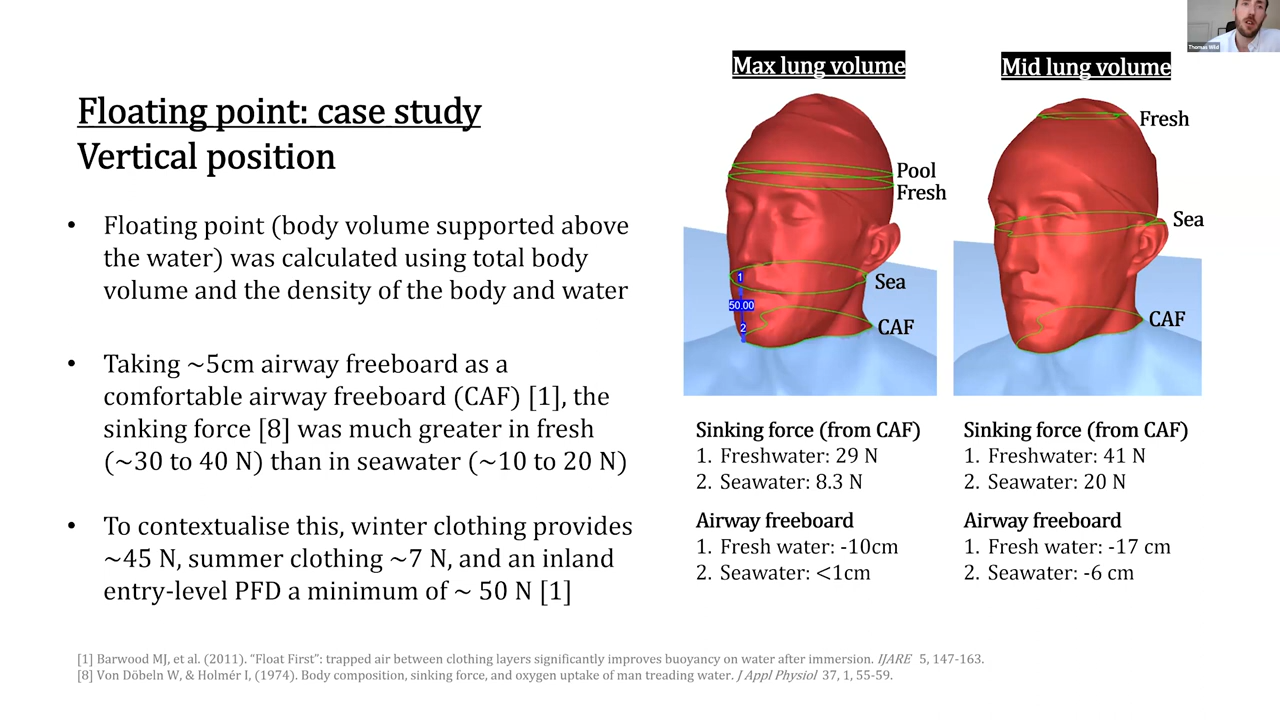 Thomas Wild
Floating point: case study
Vertical position
• Floating point (body volume supported above
the water) was calculated using total body
volume and the density of the body and water
• Taking ~5cm airway freeboard as a
comfortable airway freeboard (CAF) [1], the
sinking force [8] was much greater in fresh
(~30 to 40 N) than in seawater (~10 to 20 N)
• To contextualise this, winter clothing provides
~45 N, summer clothing ~7 N, and an inland
entry-level PFD a minimum of ~ 50 N [1]
Max lung volume
Pool
Fresh
1
Sea
50.00
2
CAF
Sinking force (from CAF)
1. Freshwater: 29 N
2. Seawater: 8.3 N
Airway freeboard
1. Fresh water: -10cm
2. Seawater: <1cm
Mid lung volume
Fresh
Sea
CAF
Sinking force (from CAF)
1. Freshwater: 41 N
2. Seawater: 20 N
Airway freeboard
1. Fresh water: -17 cm
2. Seawater: -6 cm
[1] Barwood MJ, et al. (2011). “Float First”: trapped air between clothing layers significantly improves buoyancy on water after immersion. IJARE 5, 147-163.
[8] Von Döbeln W, & Holmér I, (1974). Body composition, sinking force, and oxygen uptake of man treading water. J Appl Physiol 37, 1, 55-59.